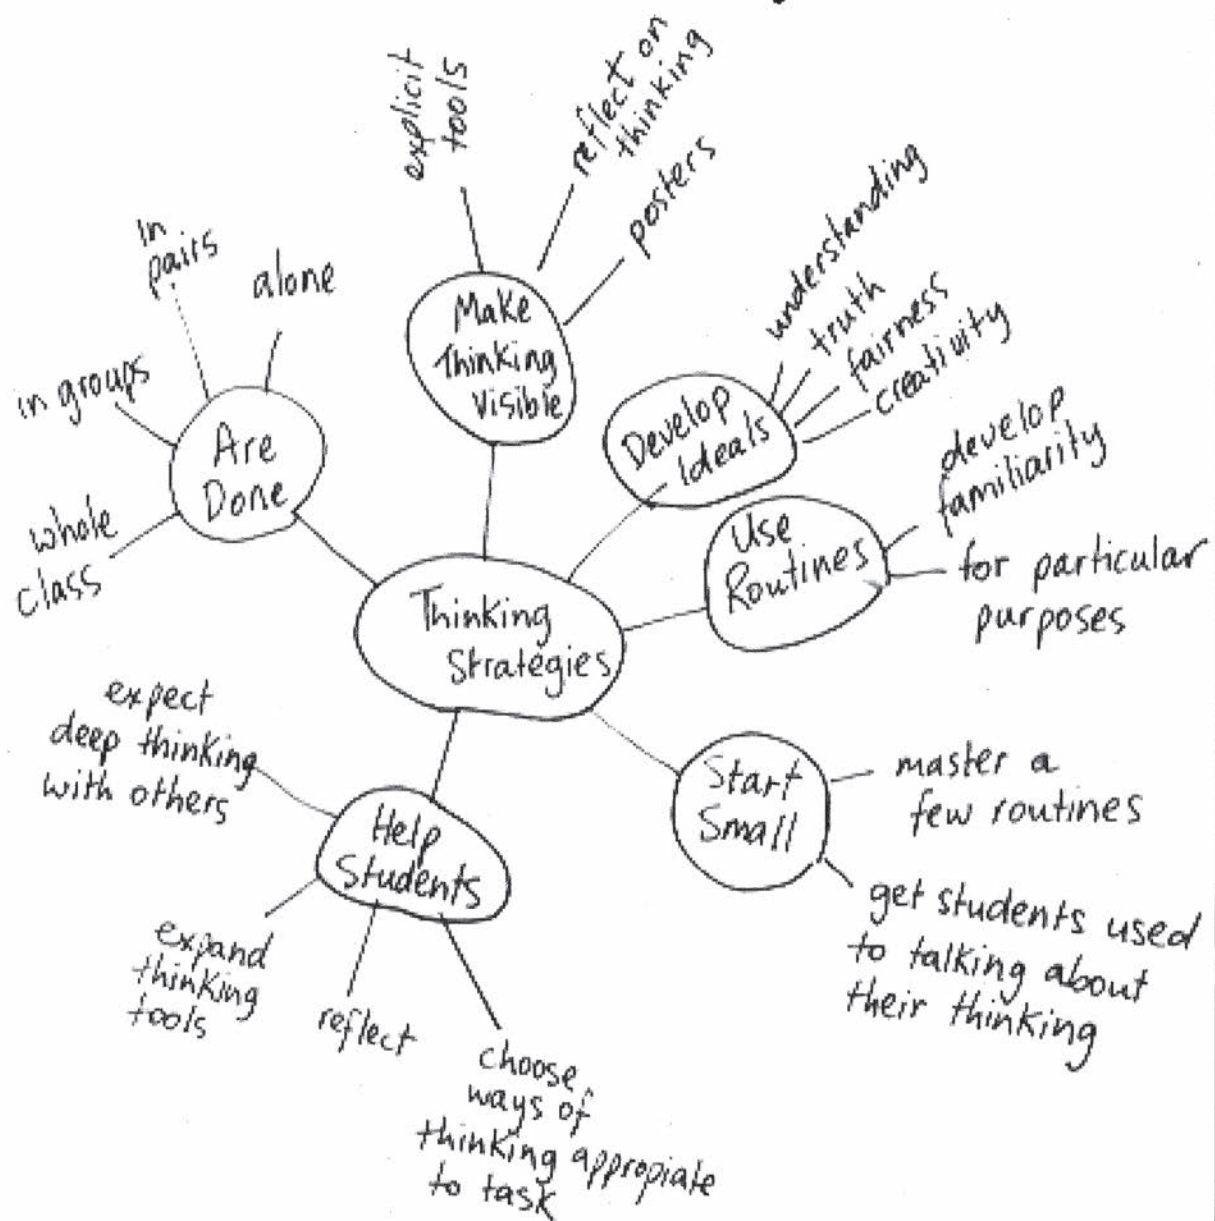 explicit
tools
reflect on
thinking
posters
Make
Thinking
Visible
in
pairs
alone
in groups
whole
class
Are
Done
understanding
truth
fairness
creativity
Develop
Ideals
develop
familiarity
for particular
purposes
Use
Routines
Thinking
Strategies
Start
Small
master a
few routines
get students used
to talking about
their thinking
Help
Students
expect
deep thinking
with others
expand
thinking
tools
reflect
choose
ways of
thinking appropiate
to task